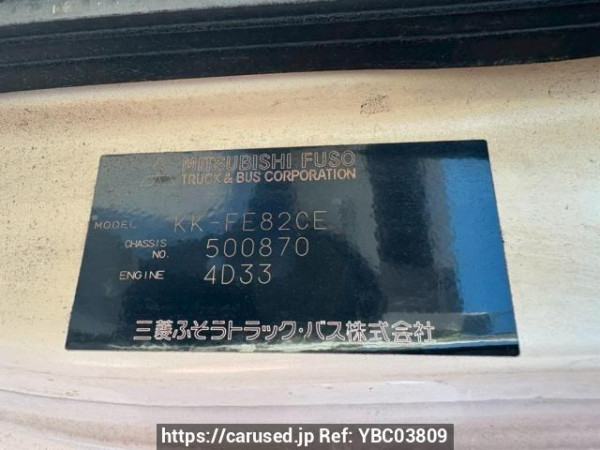 MITSUBISHI FUSO
TRUCK & BUS CORPORATION
MODEL KK-FE82CE
CHASSIS NO. 500870
ENGINE 4D33
三菱ふそうトラック・バス株式会社
https://carused.jp Ref: YBC03809